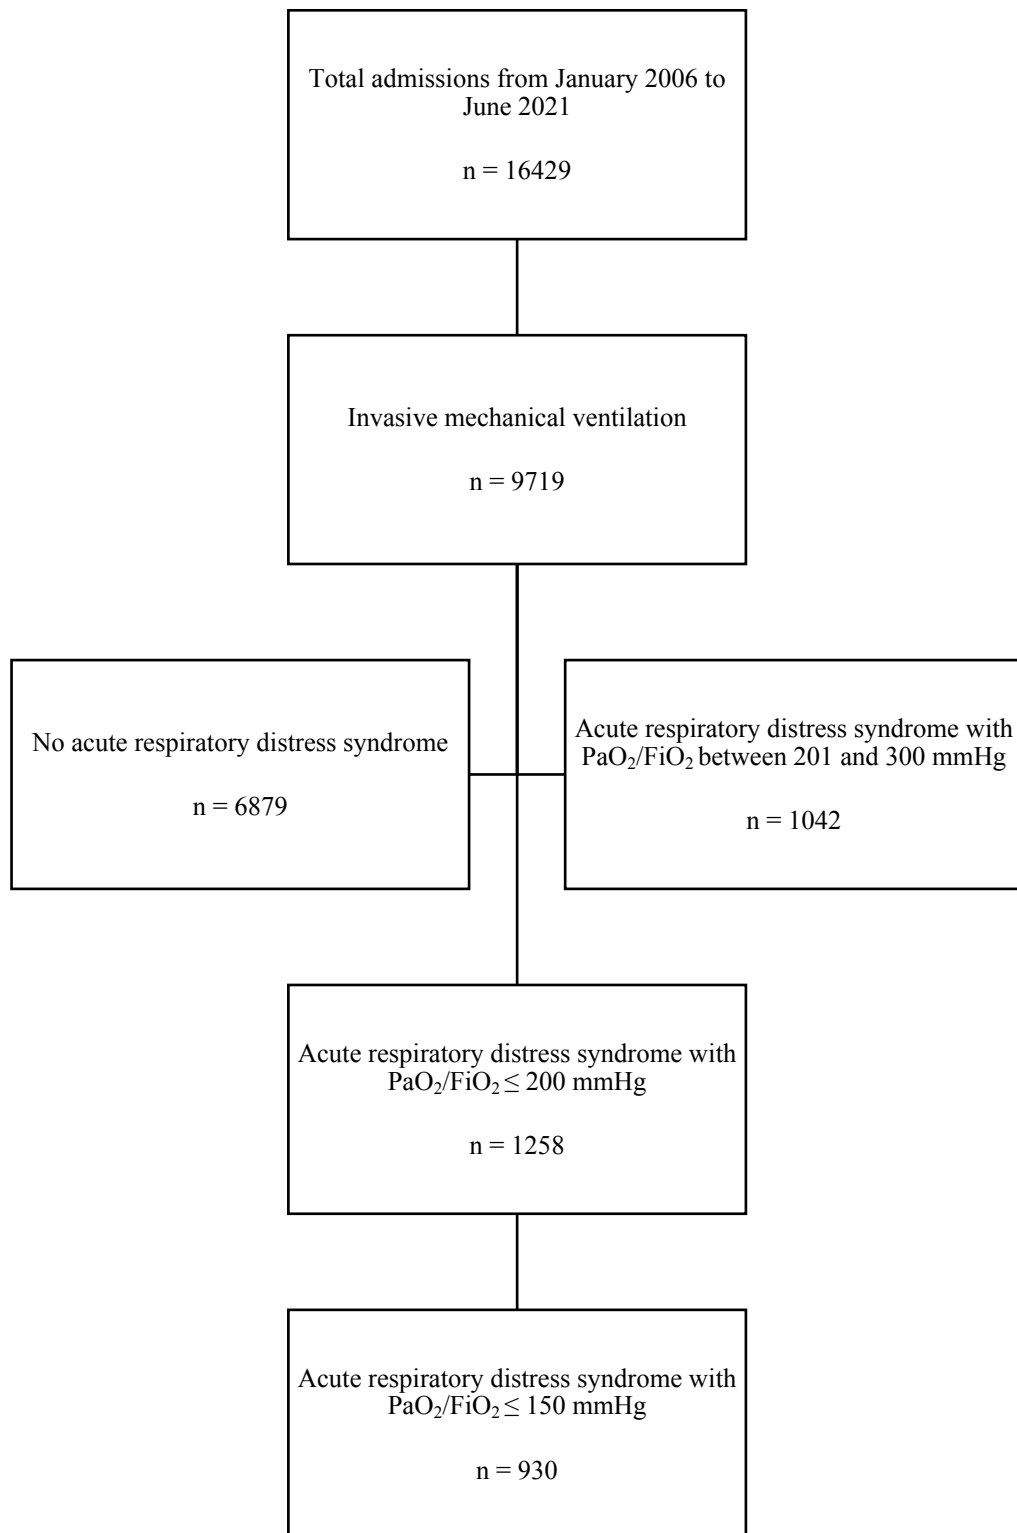 Total admissions from January 2006 to
June 2021
n = 16429
Invasive mechanical ventilation
n = 9719
No acute respiratory distress syndrome
n = 6879
Acute respiratory distress syndrome with
PaO₂/FiO₂ between 201 and 300 mmHg
n = 1042
Acute respiratory distress syndrome with
PaO₂/FiO₂ ≤ 200 mmHg
n = 1258
Acute respiratory distress syndrome with
PaO₂/FiO₂ ≤ 150 mmHg
n = 930